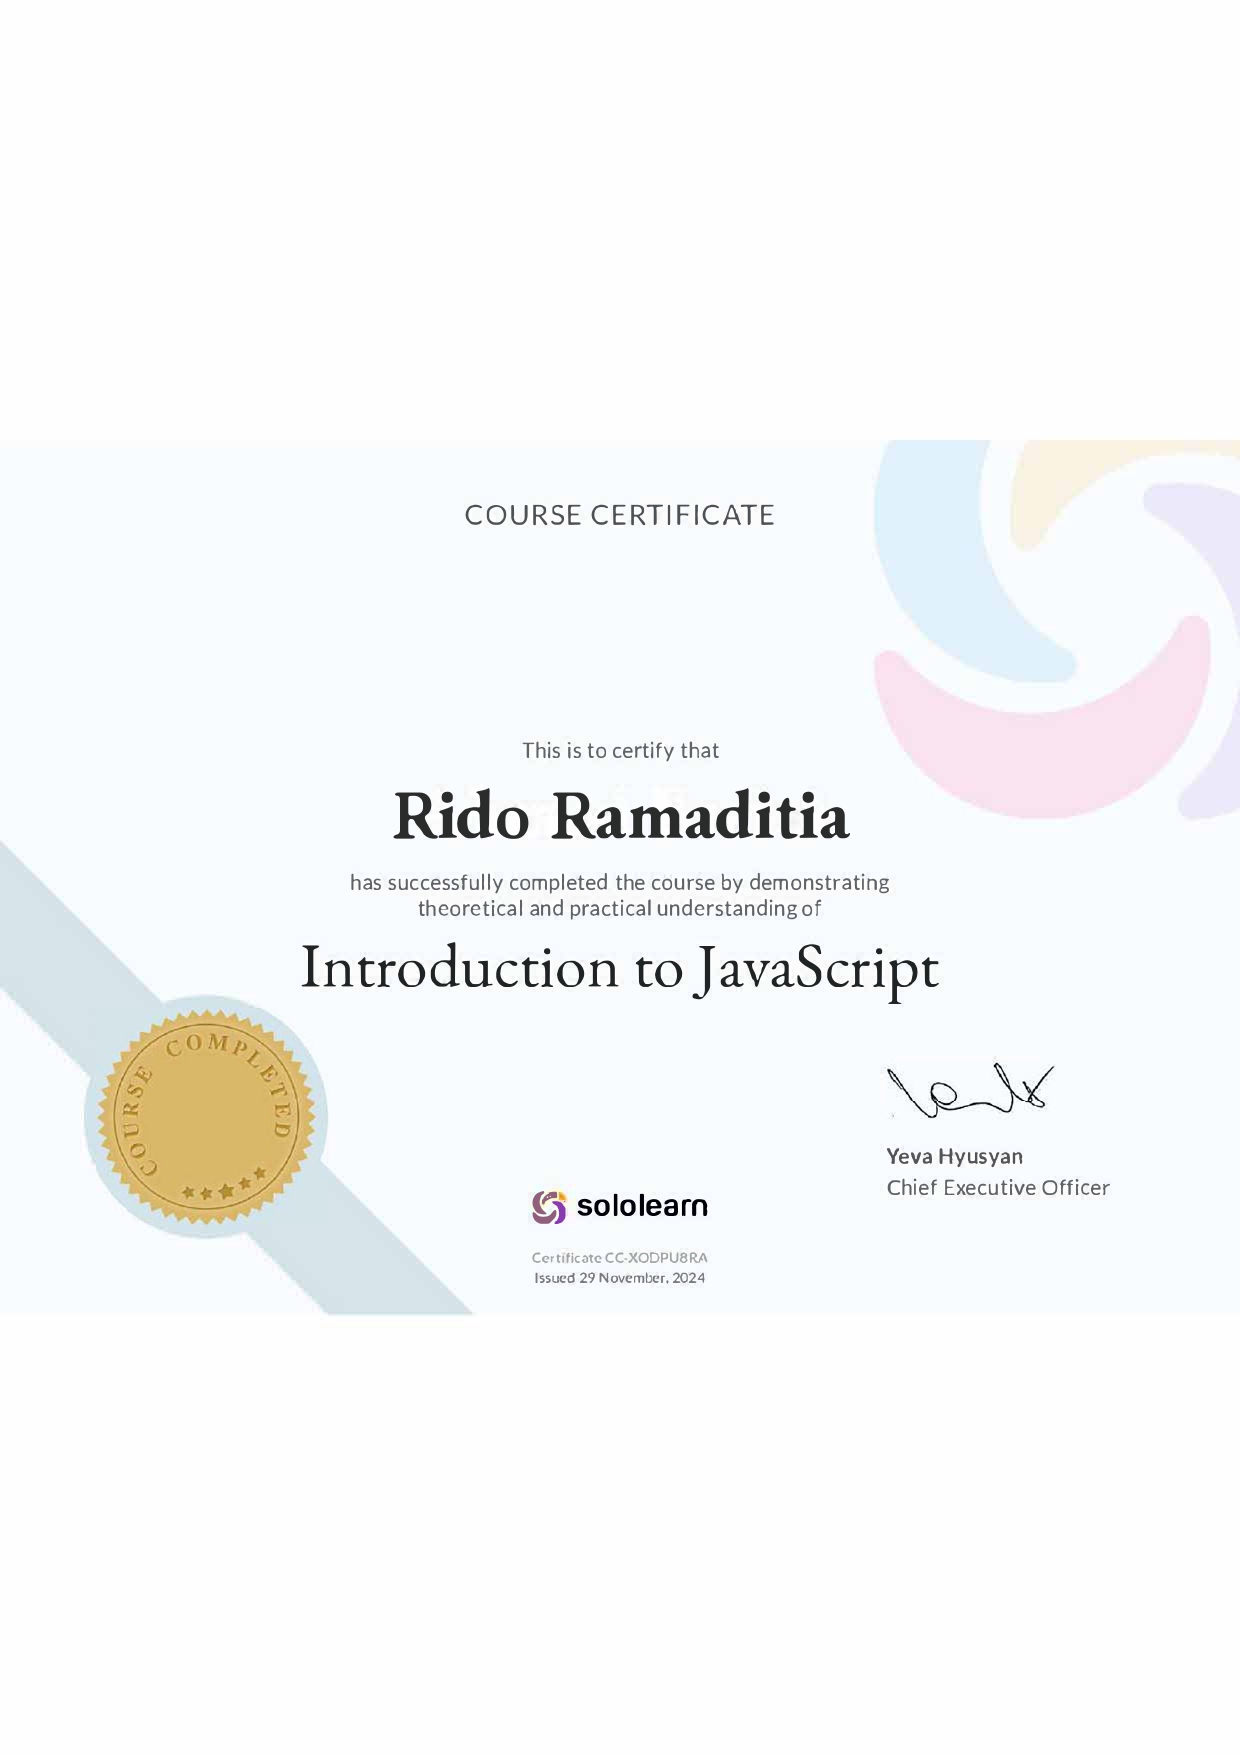 COURSE CERTIFICATE
This is to certify that
Rido Ramaditia
has successfully completed the course by demonstrating
theoretical and practical understanding of
Introduction to JavaScript
COURSE COMPLETED
Yeva Hyusyan
Chief Executive Officer
sololearn
Certificate CC-XODPU8RA
Issued 29 November, 2024